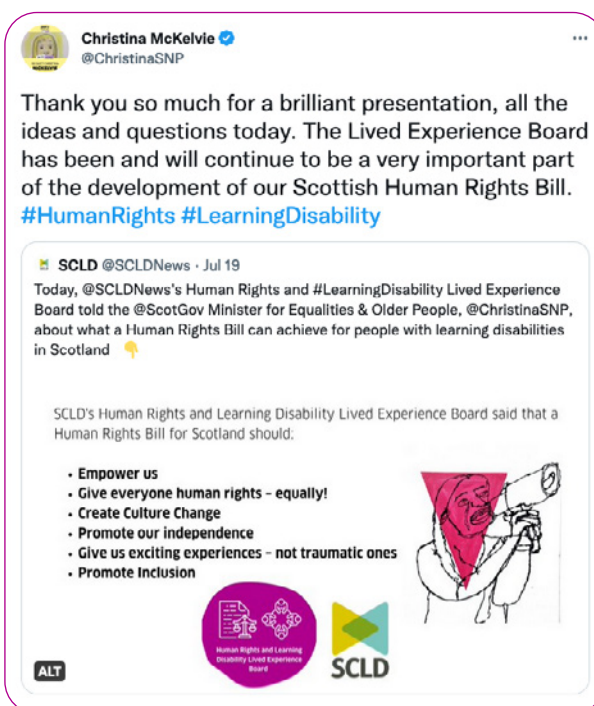 Christina McKelvie
@ChristinaSNP
Thank you so much for a brilliant presentation, all the
ideas and questions today. The Lived Experience Board
has been and will continue to be a very important part
of the development of our Scottish Human Rights Bill.
#HumanRights #LearningDisability
SCLD @SCLDNews · Jul 19
Today, @SCLDNews's Human Rights and #LearningDisability Lived Experience
Board told the @ScotGov Minister for Equalities & Older People, @ChristinaSNP,
about what a Human Rights Bill can achieve for people with learning disabilities
in Scotland 👇
SCLD's Human Rights and Learning Disability Lived Experience Board said that a
Human Rights Bill for Scotland should:
• Empower us
• Give everyone human rights – equally!
• Create Culture Change
• Promote our independence
• Give us exciting experiences – not traumatic ones
• Promote Inclusion
Human Rights and Learning
Disability Lived Experience
Board
SCLD
ALT